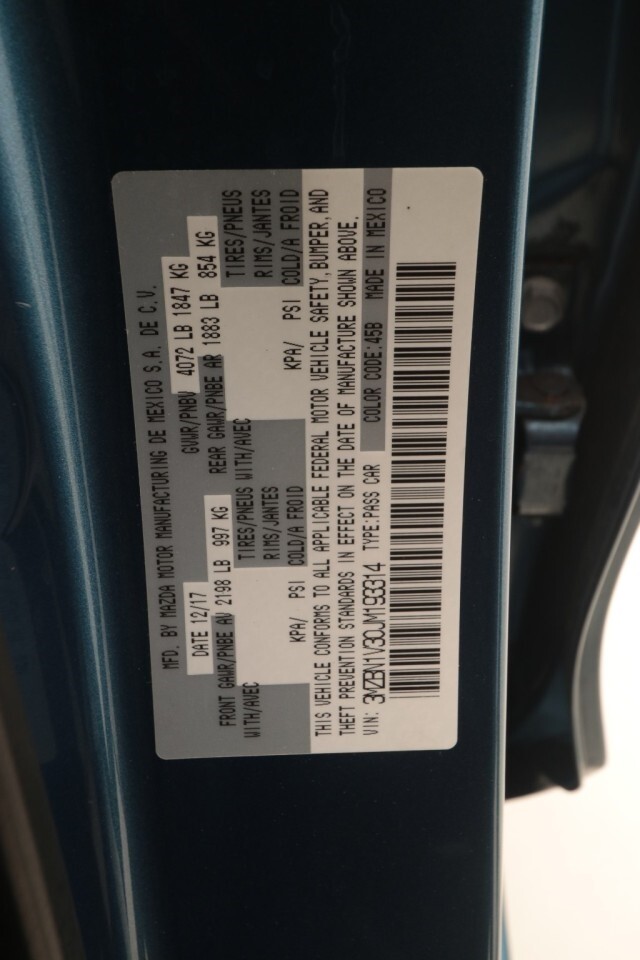 MFD. BY MAZDA MOTOR MANUFACTURING DE MEXICO S.A. DE C.V.
DATE 12/17 GVWR/PNBV 4072 LB 1847 KG
FRONT GAWR/PNBE AV 2198 LB 997 KG REAR GAWR/PNBE AR 1883 LB 854 KG
WITH/AVEC TIRES/PNEUS WITH/AVEC TIRES/PNEUS
RIMS/JANTES RIMS/JANTES
KPA/ PSI COLD/A FROID KPA/ PSI COLD/A FROID
THIS VEHICLE CONFORMS TO ALL APPLICABLE FEDERAL MOTOR VEHICLE SAFETY, BUMPER, AND
THEFT PREVENTION STANDARDS IN EFFECT ON THE DATE OF MANUFACTURE SHOWN ABOVE.
VIN: 3MZBN1V30JM193314 TYPE: PASS CAR COLOR CODE: 45B MADE IN MEXICO